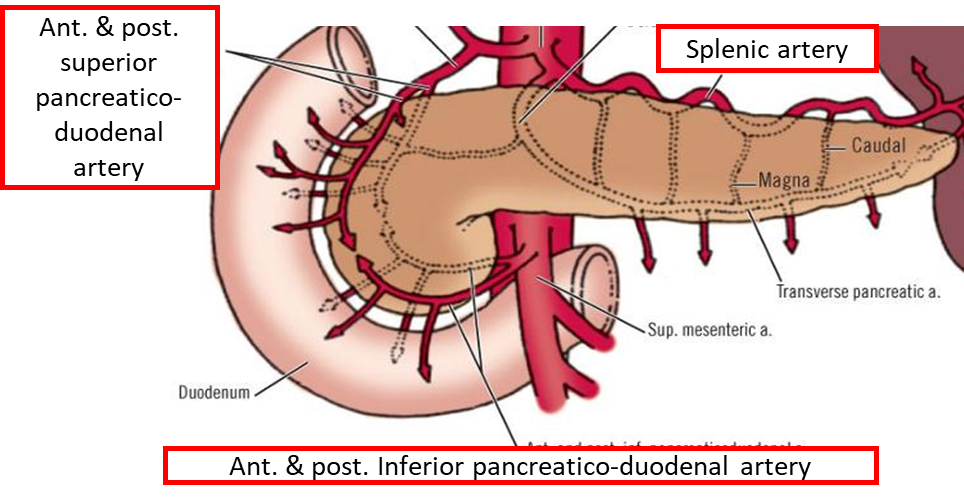 Ant. & post.
superior
pancreatico-
duodenal
artery
Splenic artery
Caudal
Magna
Transverse pancreatic a.
Sup. mesenteric a.
Duodenum
Ant. & post. Inferior pancreatico-duodenal artery